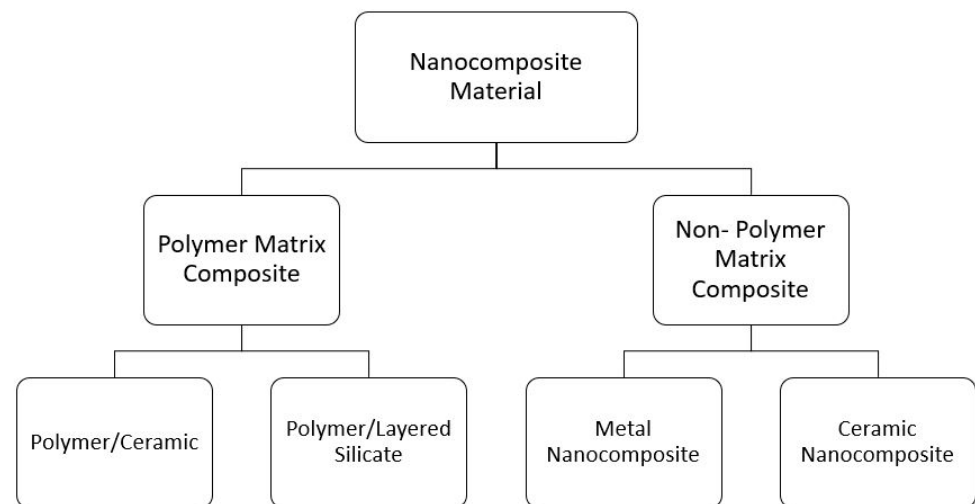 Nanocomposite
Material
Polymer Matrix
Composite
Non- Polymer
Matrix
Composite
Polymer/Ceramic
Polymer/Layered
Silicate
Metal
Nanocomposite
Ceramic
Nanocomposite